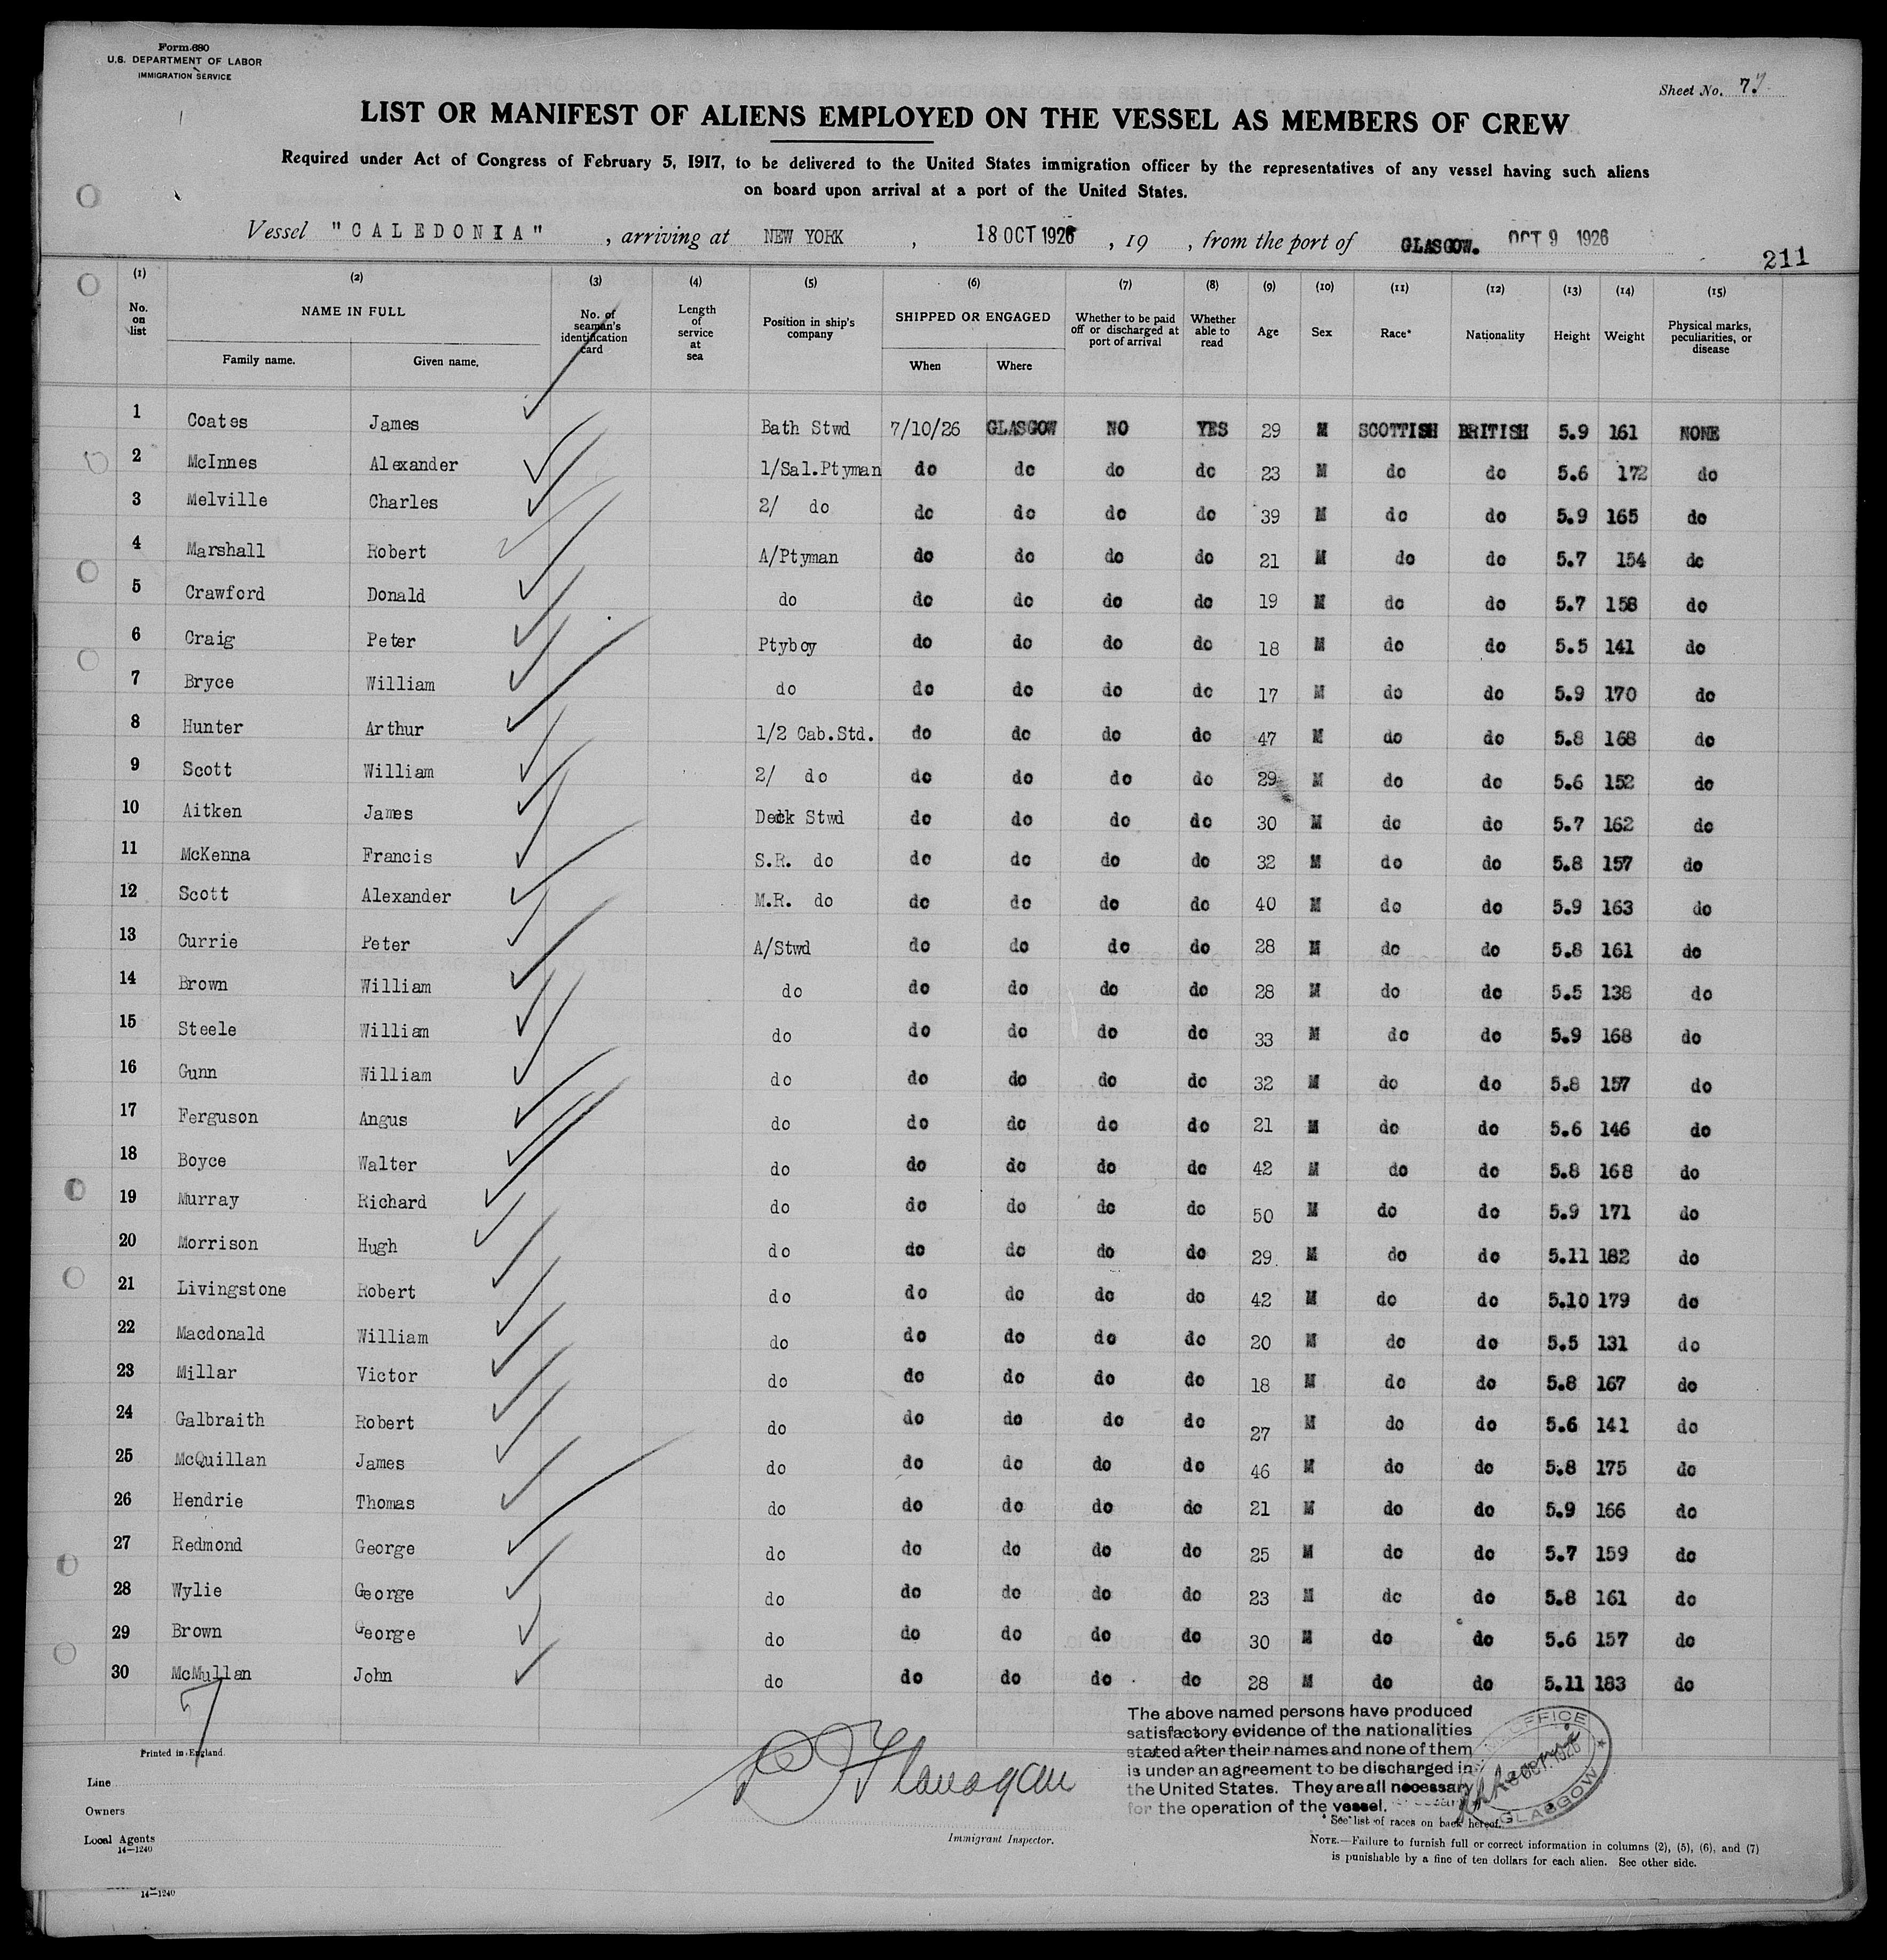 Form 680
U.S. DEPARTMENT OF LABOR
IMMIGRATION SERVICE
Sheet No. 7
LIST OR MANIFEST OF ALIENS EMPLOYED ON THE VESSEL AS MEMBERS OF CREW
Required under Act of Congress of February 5, 1917, to be delivered to the United States immigration officer by the representatives of any vessel having such aliens
on board upon arrival at a port of the United States.
Vessel "CALEDONIA", arriving at NEW YORK, 18 OCT 1926, 19 , from the port of GLASGOW. OCT 9 1926
211
(1) (2) (3) (4) (5) (6) (7) (8) (9) (10) (11) (12) (13) (14) (15)
No. on list NAME IN FULL No. of seaman's identification card Length of service at sea Position in ship's company SHIPPED OR ENGAGED Whether to be paid off or discharged at port of arrival Whether able to read Age Sex Race* Nationality Height Weight Physical marks, peculiarities, or disease
Family name. Given name. When Where
1 Coates James Bath Stwd 7/10/26 GLASGOW NO YES 29 M SCOTTISH BRITISH 5.9 161 NONE
2 McInnes Alexander 1/Sal.Ptyman do do do do 23 M do do 5.6 172 do
3 Melville Charles 2/ do do do do do 39 M do do 5.9 165 do
4 Marshall Robert A/Ptyman do do do do 21 M do do 5.7 154 do
5 Crawford Donald do do do do do 19 M do do 5.7 158 do
6 Craig Peter Ptyboy do do do do 18 M do do 5.5 141 do
7 Bryce William do do do do do 17 M do do 5.9 170 do
8 Hunter Arthur 1/2 Cab.Std. do do do do 47 M do do 5.8 168 do
9 Scott William 2/ do do do do do 29 M do do 5.6 152 do
10 Aitken James Deck Stwd do do do do 30 M do do 5.7 162 do
11 McKenna Francis S.R. do do do do do 32 M do do 5.8 157 do
12 Scott Alexander M.R. do do do do do 40 M do do 5.9 163 do
13 Currie Peter A/Stwd do do do do 28 M do do 5.8 161 do
14 Brown William do do do do do 28 M do do 5.5 138 do
15 Steele William do do do do do 33 M do do 5.9 168 do
16 Gunn William do do do do do 32 M do do 5.8 157 do
17 Ferguson Angus do do do do do 21 M do do 5.6 146 do
18 Boyce Walter do do do do do 42 M do do 5.8 168 do
19 Murray Richard do do do do do 50 M do do 5.9 171 do
20 Morrison Hugh do do do do do 29 M do do 5.11 182 do
21 Livingstone Robert do do do do do 42 M do do 5.10 179 do
22 Macdonald William do do do do do 20 M do do 5.5 131 do
23 Millar Victor do do do do do 18 M do do 5.8 167 do
24 Galbraith Robert do do do do do 27 M do do 5.6 141 do
25 McQuillan James do do do do do 46 M do do 5.8 175 do
26 Hendrie Thomas do do do do do 21 M do do 5.9 166 do
27 Redmond George do do do do do 25 M do do 5.7 159 do
28 Wylie George do do do do do 23 M do do 5.8 161 do
29 Brown George do do do do do 30 M do do 5.6 157 do
30 McMullan John do do do do do 28 M do do 5.11 183 do
7
The above named persons have produced
satisfactory evidence of the nationalities
stated after their names and none of them
is under an agreement to be discharged in
the United States. They are all necessary
for the operation of the vessel.
OFFICE
OCT. 1926
GLASGOW
Printed in England.
Line
Owners
Local Agents
14—1240
Flanagan
Immigrant Inspector.
* See list of races on back hereof.
NOTE.—Failure to furnish full or correct information in columns (2), (5), (6), and (7)
is punishable by a fine of ten dollars for each alien. See other side.
14—1240